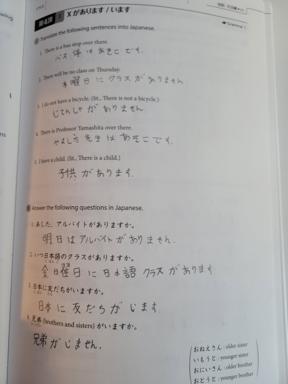 第4課 1 Xがあります/います
Translate the following sentences into Japanese.
1. There is a bus stop over there.
バス停はあそこです。
2. There will be no class on Thursday.
木曜日にクラスがありません
3. I do not have a bicycle. (lit., There is not a bicycle.)
じてんしゃがありません
4. There is Professor Yamashita over there.
やましち先生はあそこです。
5. I have a child. (lit., There is a child.)
子供があります.
Answer the following questions in Japanese.
1. あした、アルバイトがありますか。
明日はアルバイトがありません.
2. いつ日本語のクラスがありますか。
金曜日に日本語クラスがあります
3. 日本に友だちがいますか。
日本に友だちがじます
4. 兄弟 (brothers and sisters) がいますか。
兄弟がじません.
おねえさん : older sister
いもうと : younger sister
おにいさん : older brother
おとうと : younger brother